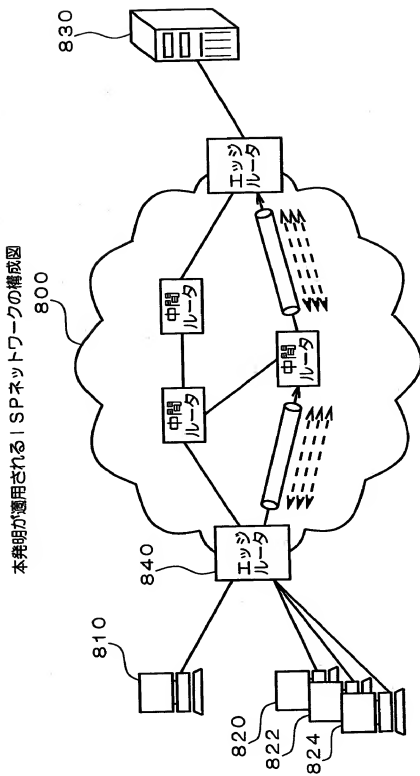 本発明が適用されるISPネットワークの構成図
800
810
820
822
824
840
エッジ
ルータ
中間
ルータ
中間
ルータ
中間
ルータ
エッジ
ルータ
830